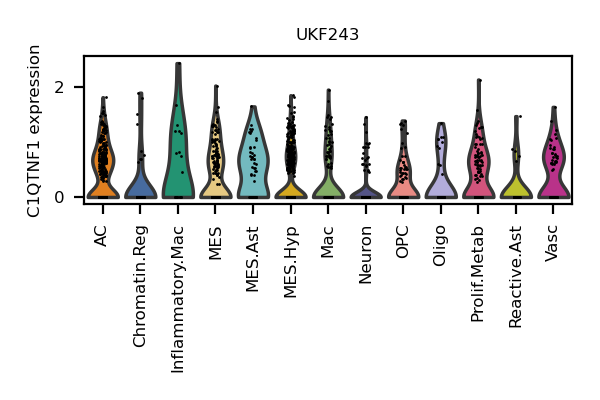 UKF243
C1QTNF1 expression
2
0
AC
Chromatin.Reg
Inflammatory.Mac
MES
MES.Ast
MES.Hyp
Mac
Neuron
OPC
Oligo
Prolif.Metab
Reactive.Ast
Vasc